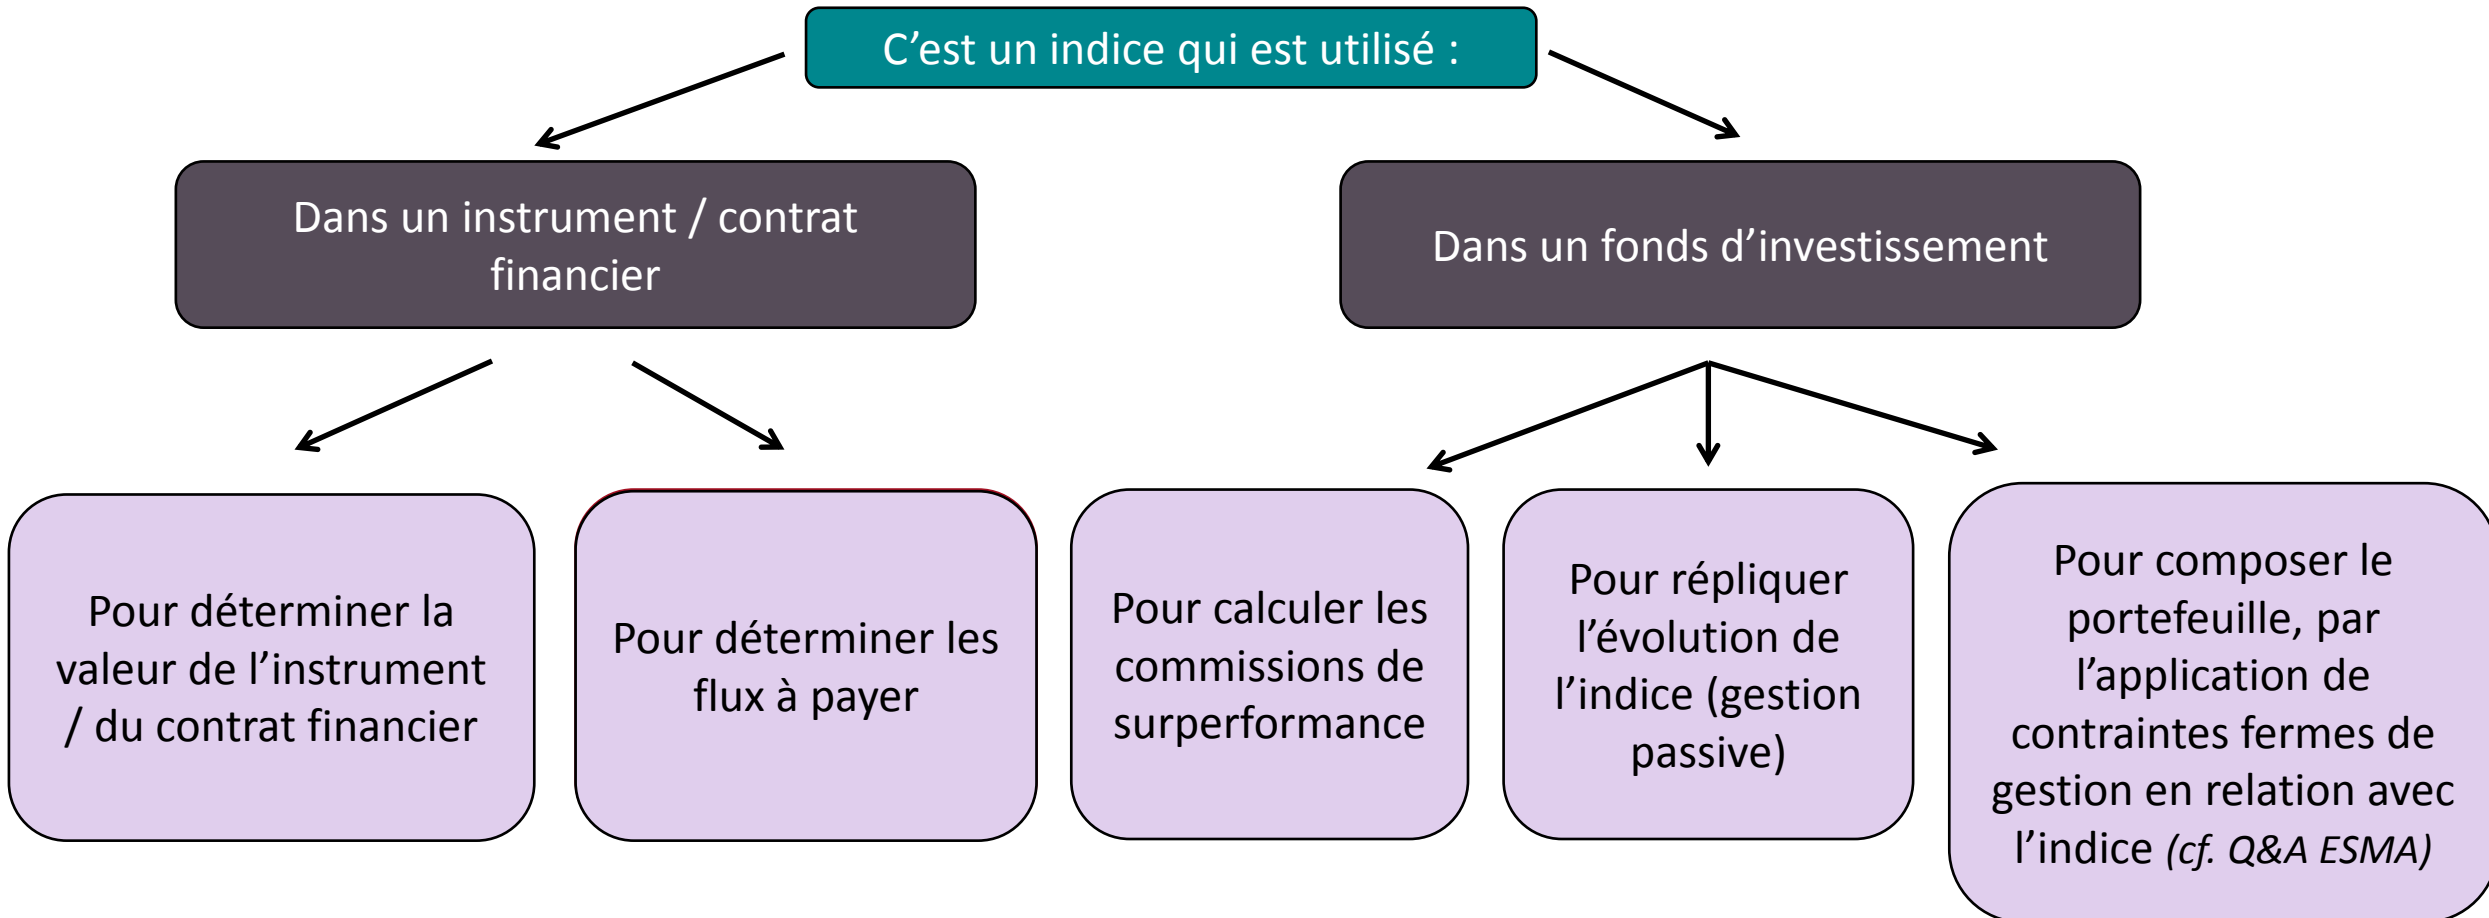 C’est un indice qui est utilisé :
Dans un instrument / contrat
financier
Dans un fonds d’investissement
Pour déterminer la
valeur de l’instrument
/ du contrat financier
Pour déterminer les
flux à payer
Pour calculer les
commissions de
surperformance
Pour répliquer
l’évolution de
l’indice (gestion
passive)
Pour composer le
portefeuille, par
l’application de
contraintes fermes de
gestion en relation avec
l’indice (cf. Q&A ESMA)